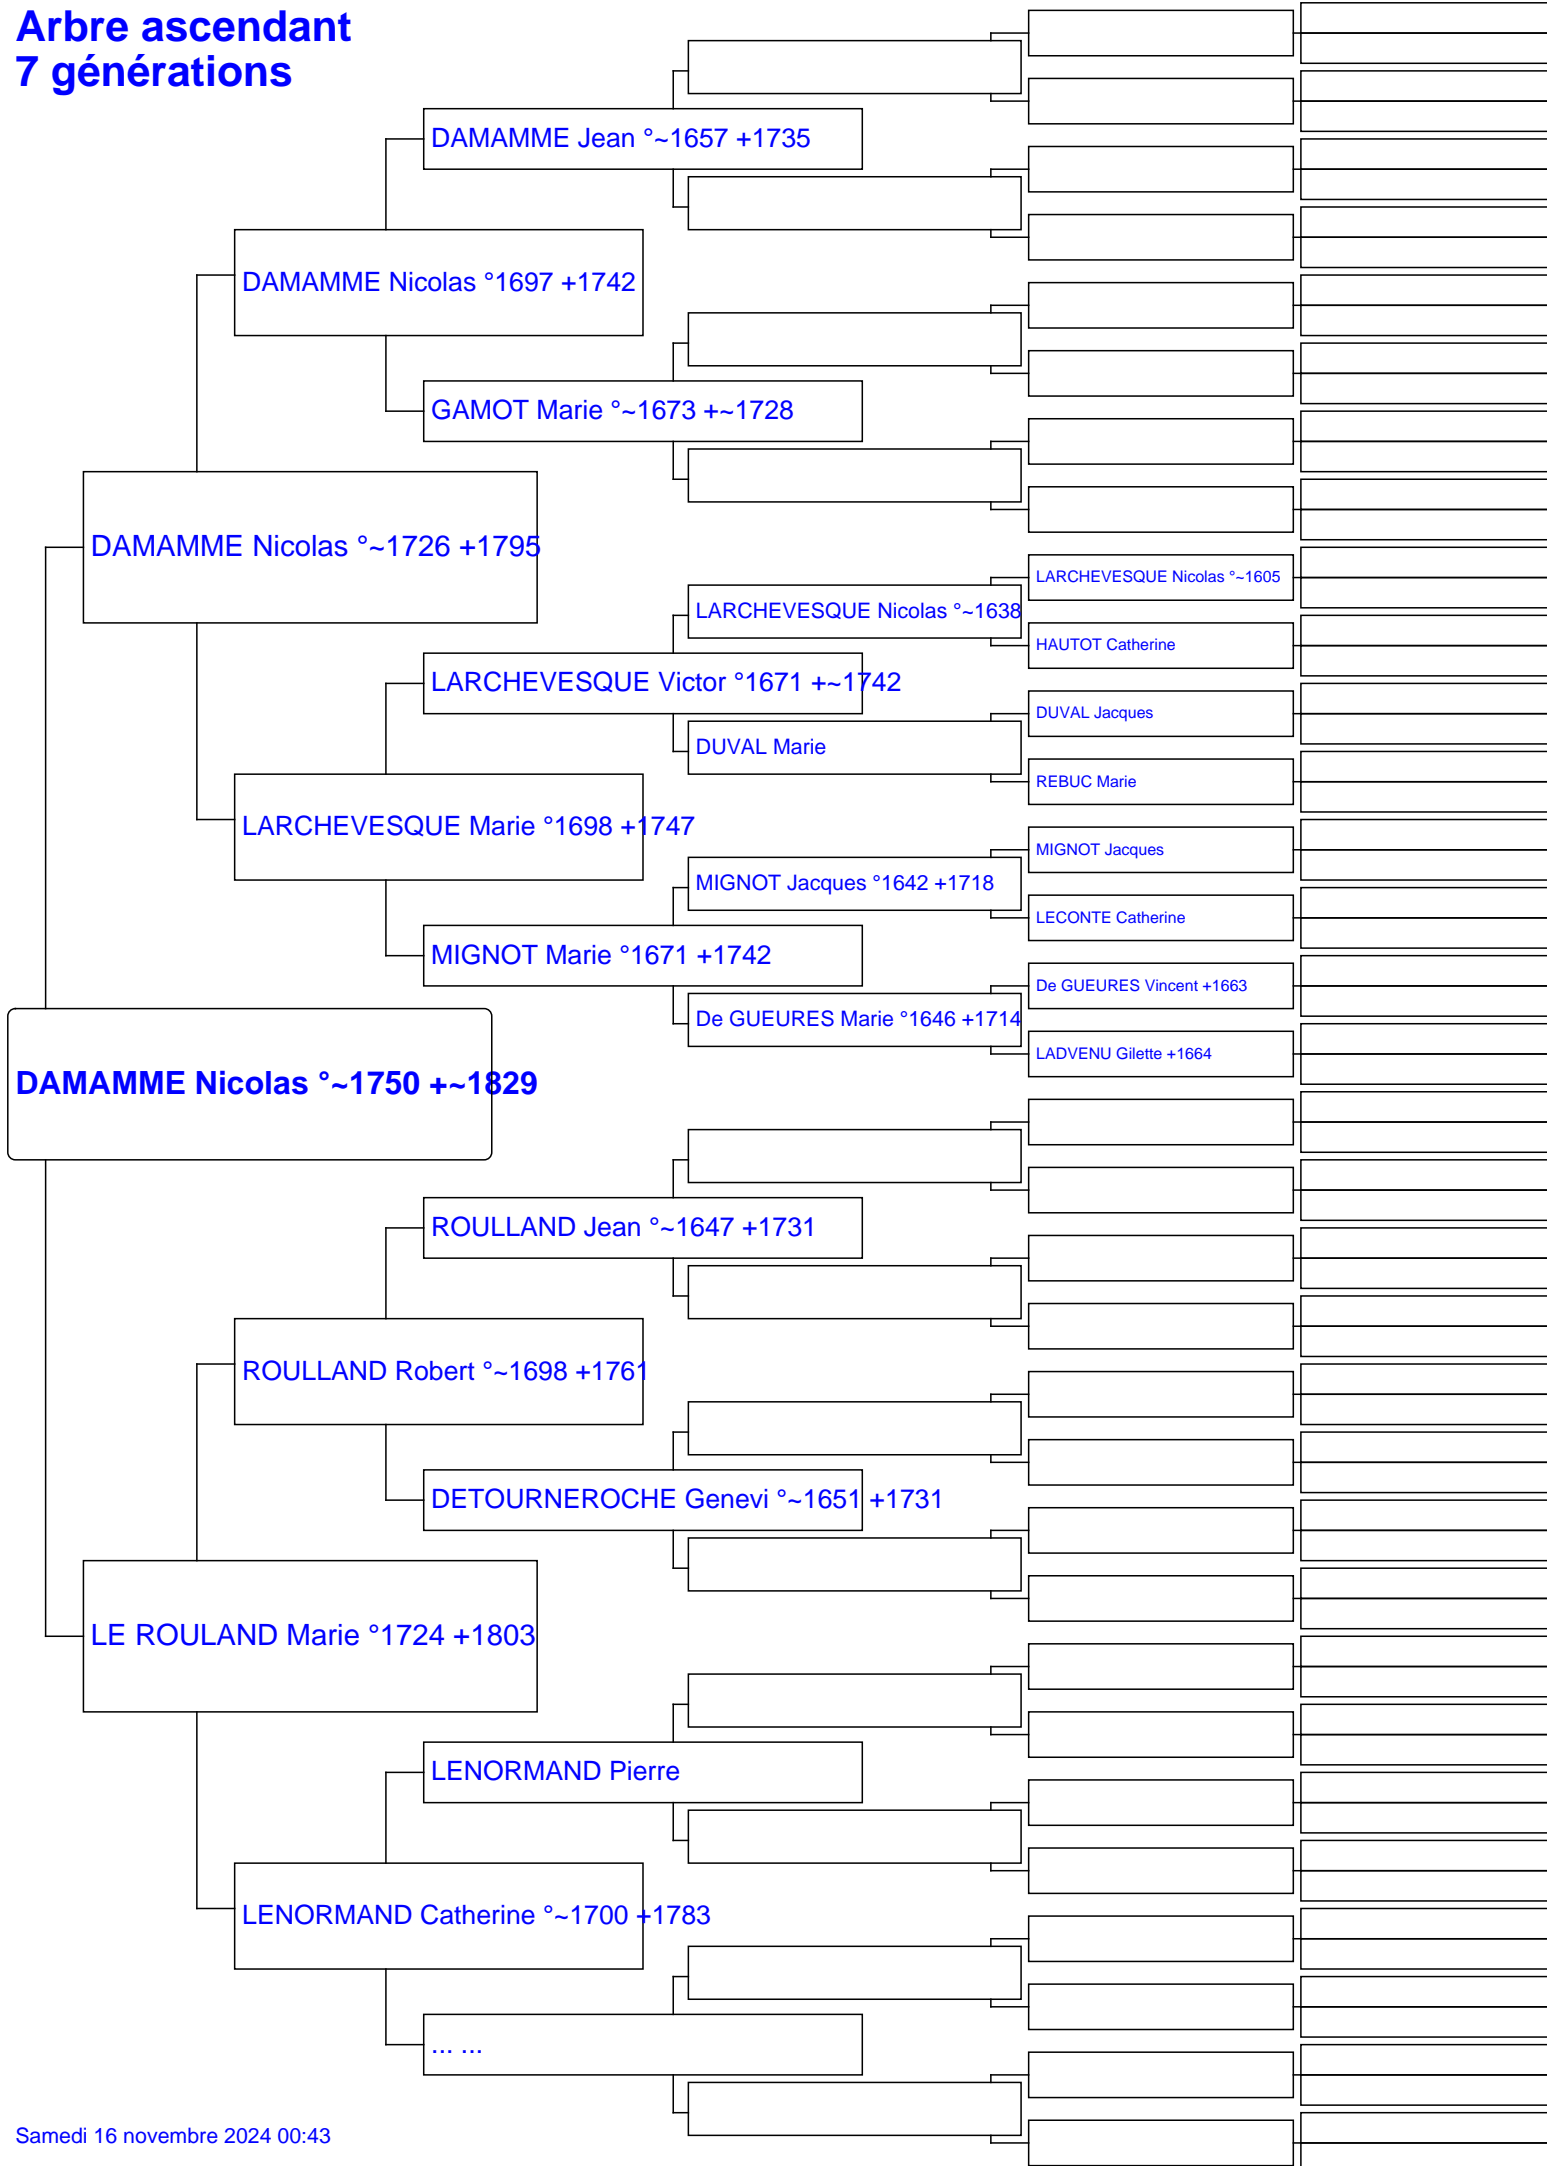 Arbre ascendant
7 générations
DAMAMME Jean °~1657 +1735
DAMAMME Nicolas °1697 +1742
GAMOT Marie °~1673 +~1728
DAMAMME Nicolas °~1726 +1795
LARCHEVESQUE Nicolas °~1605
LARCHEVESQUE Nicolas °~1638
HAUTOT Catherine
LARCHEVESQUE Victor °1671 +~1742
DUVAL Jacques
DUVAL Marie
REBUC Marie
LARCHEVESQUE Marie °1698 +1747
MIGNOT Jacques
MIGNOT Jacques °1642 +1718
LECONTE Catherine
MIGNOT Marie °1671 +1742
De GUEURES Vincent +1663
De GUEURES Marie °1646 +1714
LADVENU Gilette +1664
DAMAMME Nicolas °~1750 +~1829
ROULLAND Jean °~1647 +1731
ROULLAND Robert °~1698 +1761
DETOURNEROCHE Genevi °~1651 +1731
LE ROULAND Marie °1724 +1803
LENORMAND Pierre
LENORMAND Catherine °~1700 +1783
... ...
Samedi 16 novembre 2024 00:43